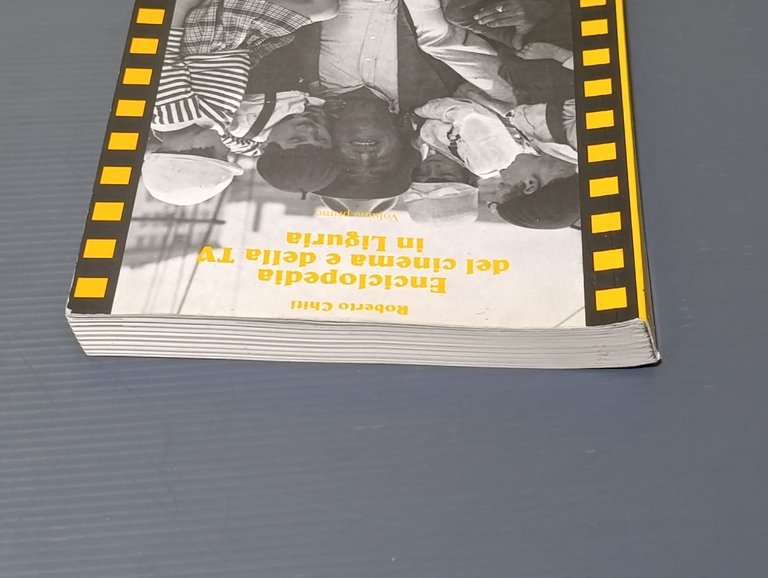 Roberto Chiti
Enciclopedia
del cinema e della TV
in Liguria
Volume primo